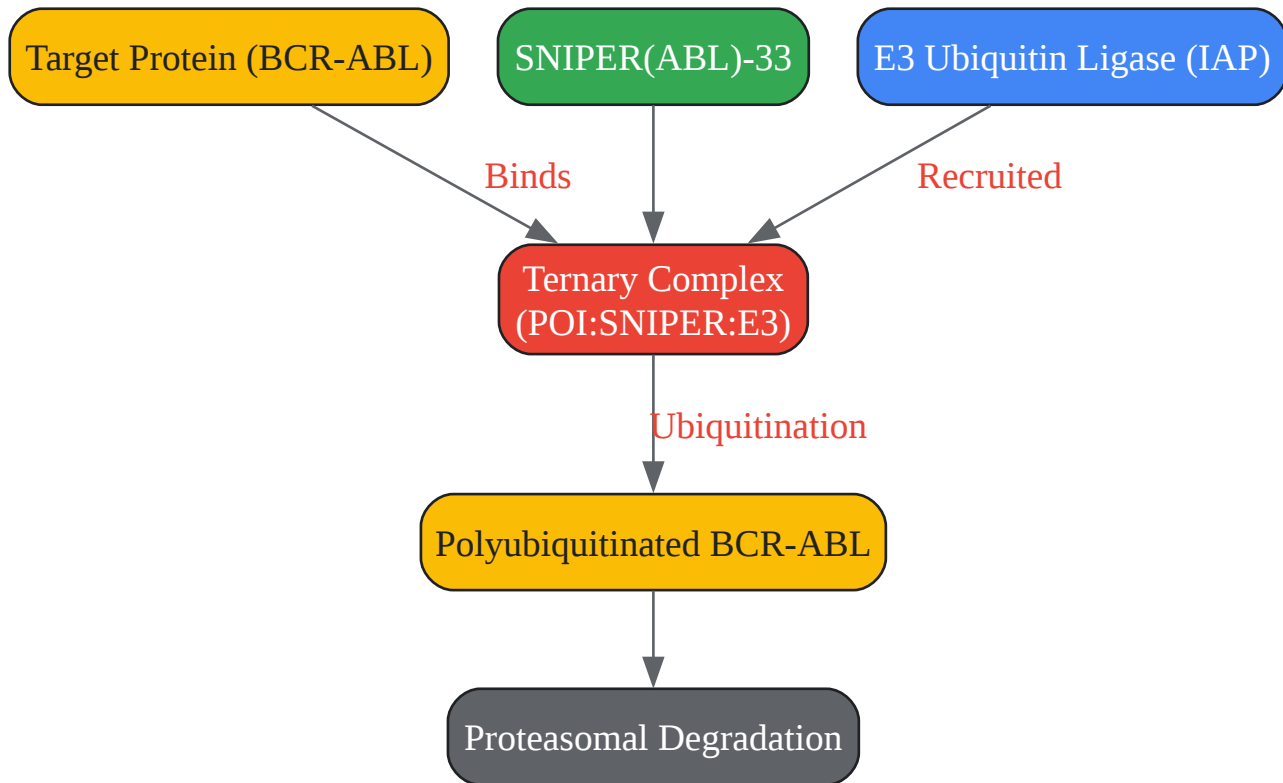 Target Protein (BCR-ABL)
SNIPER(ABL)-33
E3 Ubiquitin Ligase (IAP)
Binds
Recruited
Ternary Complex
(POI:SNIPER:E3)
Ubiquitination
Polyubiquitinated BCR-ABL
Proteasomal Degradation